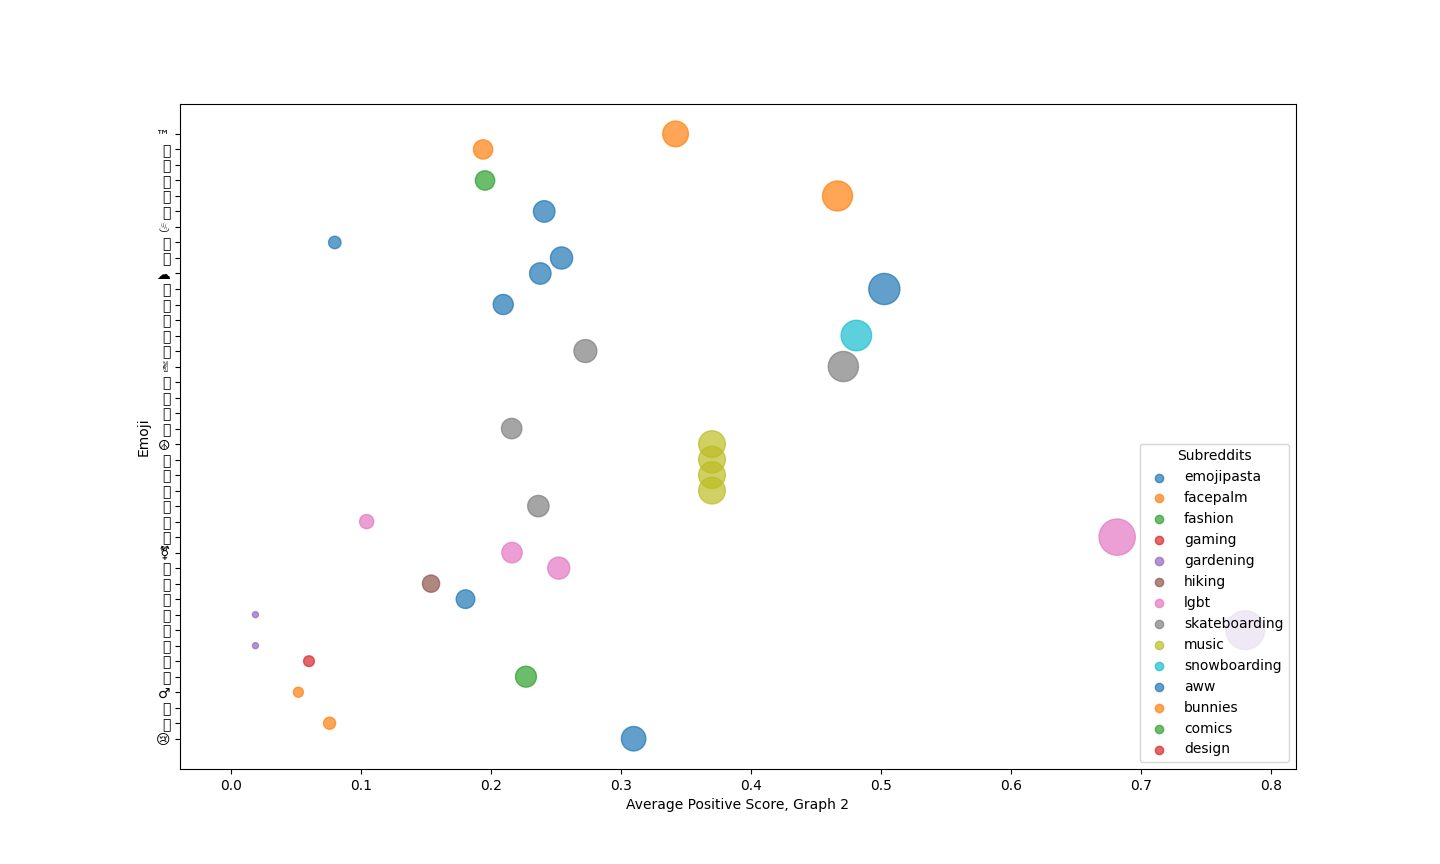 ™
☁
☮
⚧
♂
☹
Emoji
0.0 0.1 0.2 0.3 0.4 0.5 0.6 0.7 0.8
Average Positive Score, Graph 2
Subreddits
emojipasta
facepalm
fashion
gaming
gardening
hiking
lgbt
skateboarding
music
snowboarding
aww
bunnies
comics
design